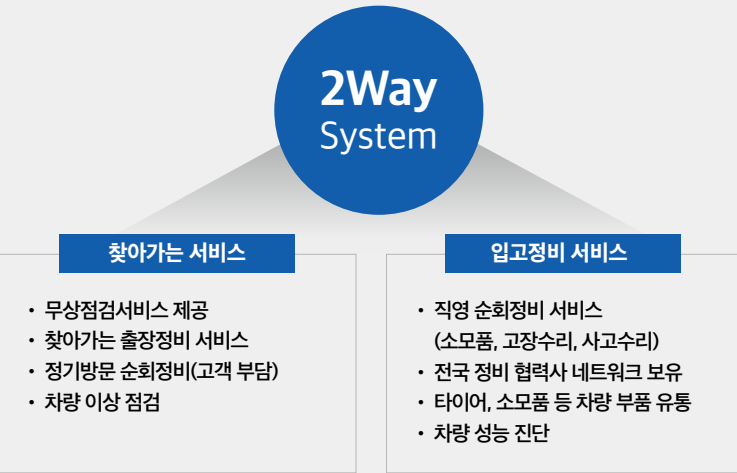 2Way
System
찾아가는 서비스
• 무상점검서비스 제공
• 찾아가는 출장정비 서비스
• 정기방문 순회정비(고객 부담)
• 차량 이상 점검
입고정비 서비스
• 직영 순회정비 서비스
(소모품, 고장수리, 사고수리)
• 전국 정비 협력사 네트워크 보유
• 타이어, 소모품 등 차량 부품 유통
• 차량 성능 진단